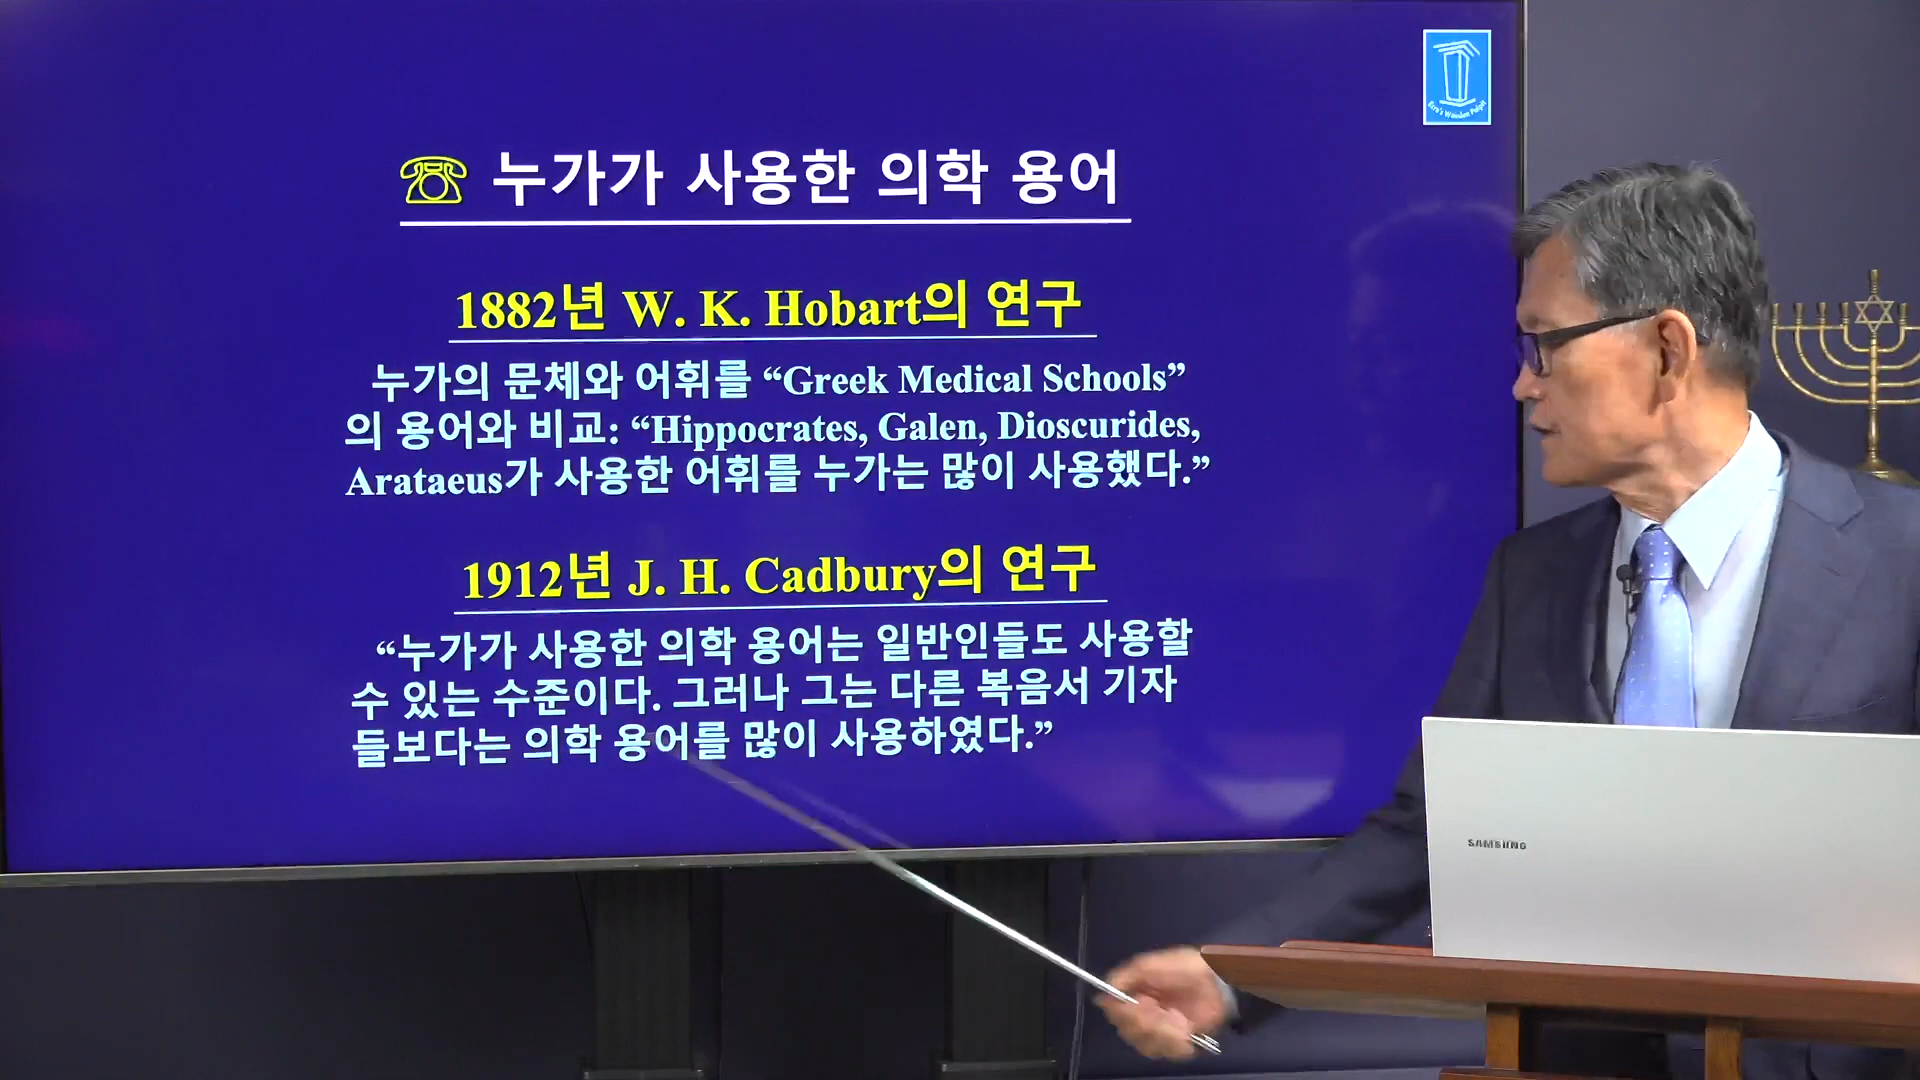 Ezra's Wooden Pulpit
☏ 누가가 사용한 의학 용어
1882년 W. K. Hobart의 연구
누가의 문체와 어휘를 “Greek Medical Schools”
의 용어와 비교: “Hippocrates, Galen, Dioscurides,
Arataeus가 사용한 어휘를 누가는 많이 사용했다.”
1912년 J. H. Cadbury의 연구
“누가가 사용한 의학 용어는 일반인들도 사용할
수 있는 수준이다. 그러나 그는 다른 복음서 기자
들보다는 의학 용어를 많이 사용하였다.”
SAMSUNG